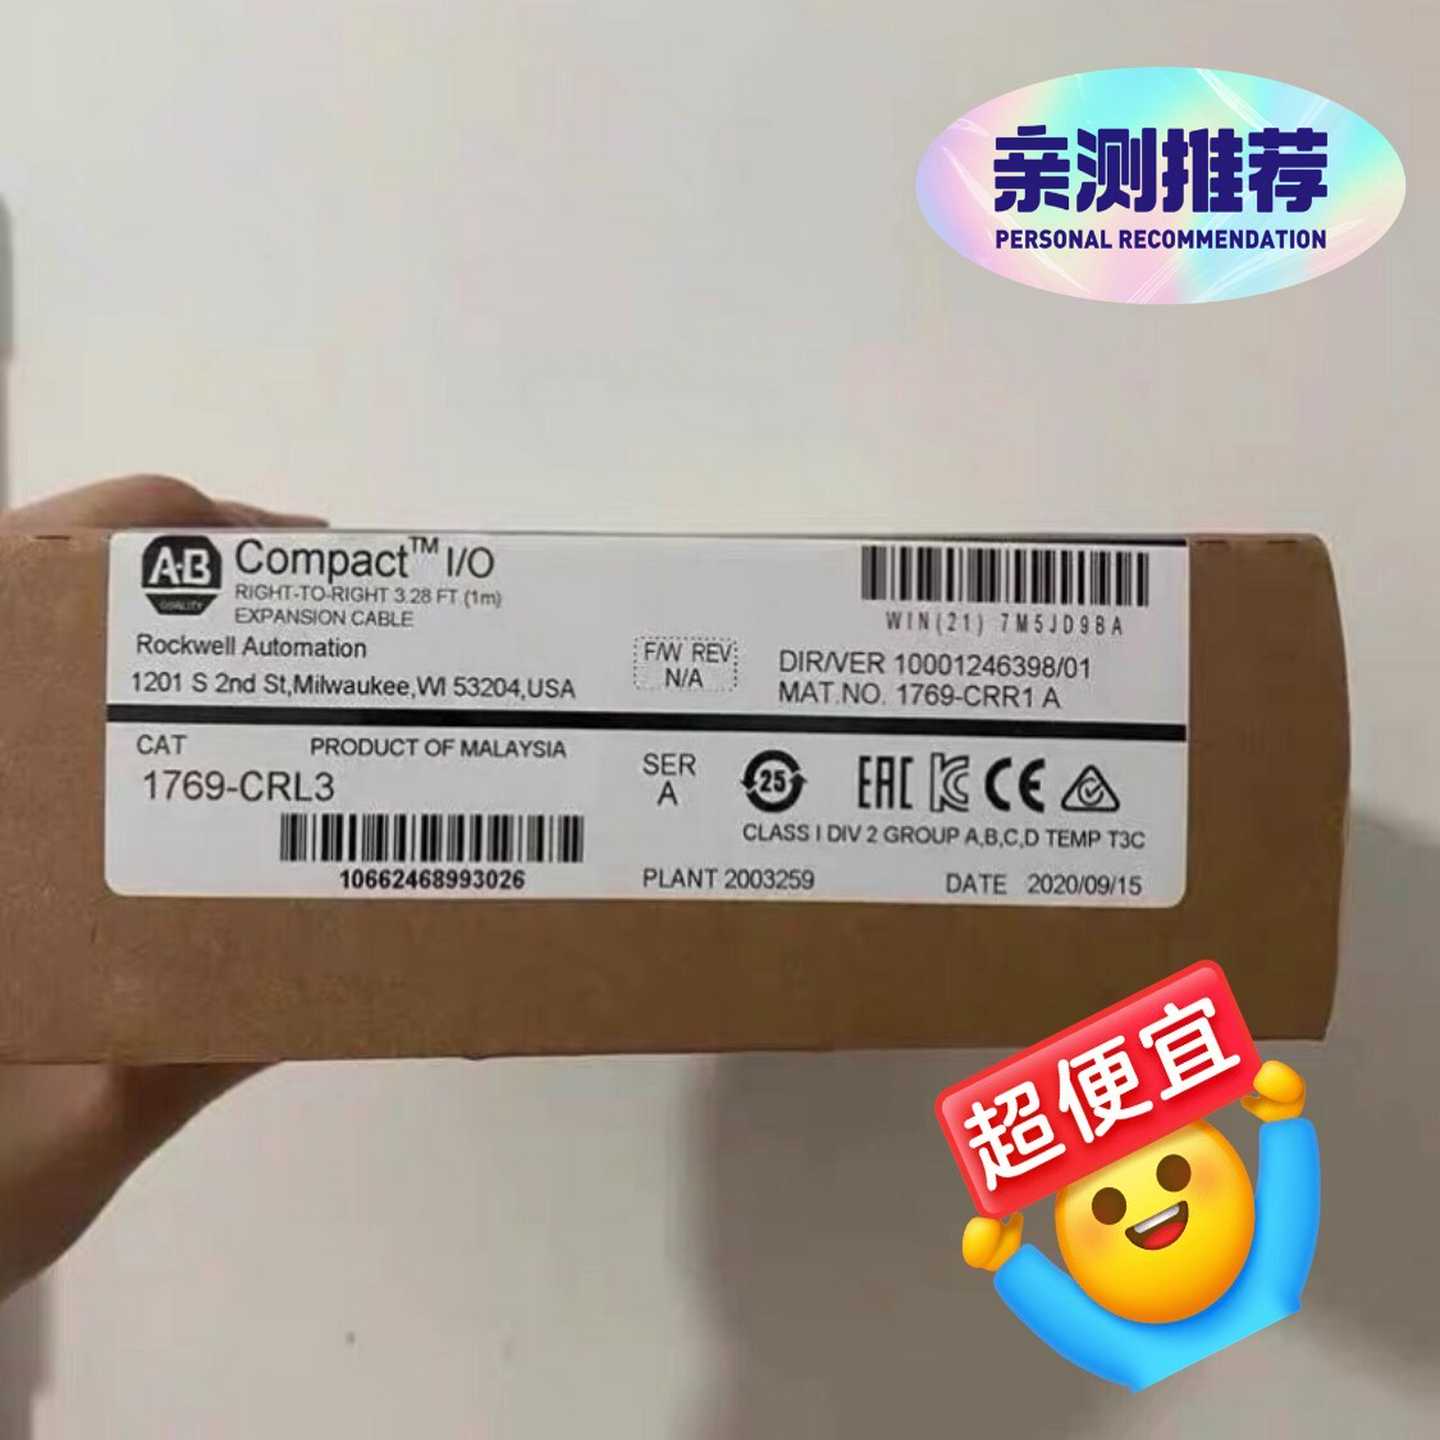 亲测推荐
PERSONAL RECOMMENDATION
A·B
QUALITY
Compact™ I/O
RIGHT-TO-RIGHT 3.28 FT (1m)
EXPANSION CABLE
Rockwell Automation
1201 S 2nd St,Milwaukee,WI 53204,USA
F/W REV
N/A
WIN(21) 7M5JD9BA
DIR/VER 10001246398/01
MAT.NO. 1769-CRR1 A
CAT
PRODUCT OF MALAYSIA
1769-CRL3
10662468993026
SER
A
25
EAC
CE
CLASS I DIV 2 GROUP A,B,C,D TEMP T3C
PLANT 2003259
DATE 2020/09/15
超便宜